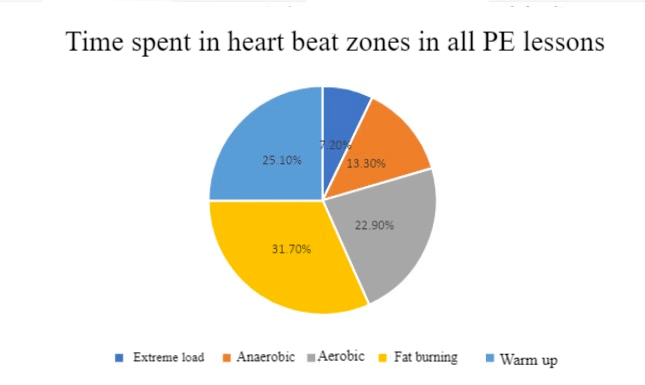 Time spent in heart beat zones in all PE lessons
7.20%
25.10%
13.30%
22.90%
31.70%
Extreme load Anaerobic Aerobic Fat burning Warm up